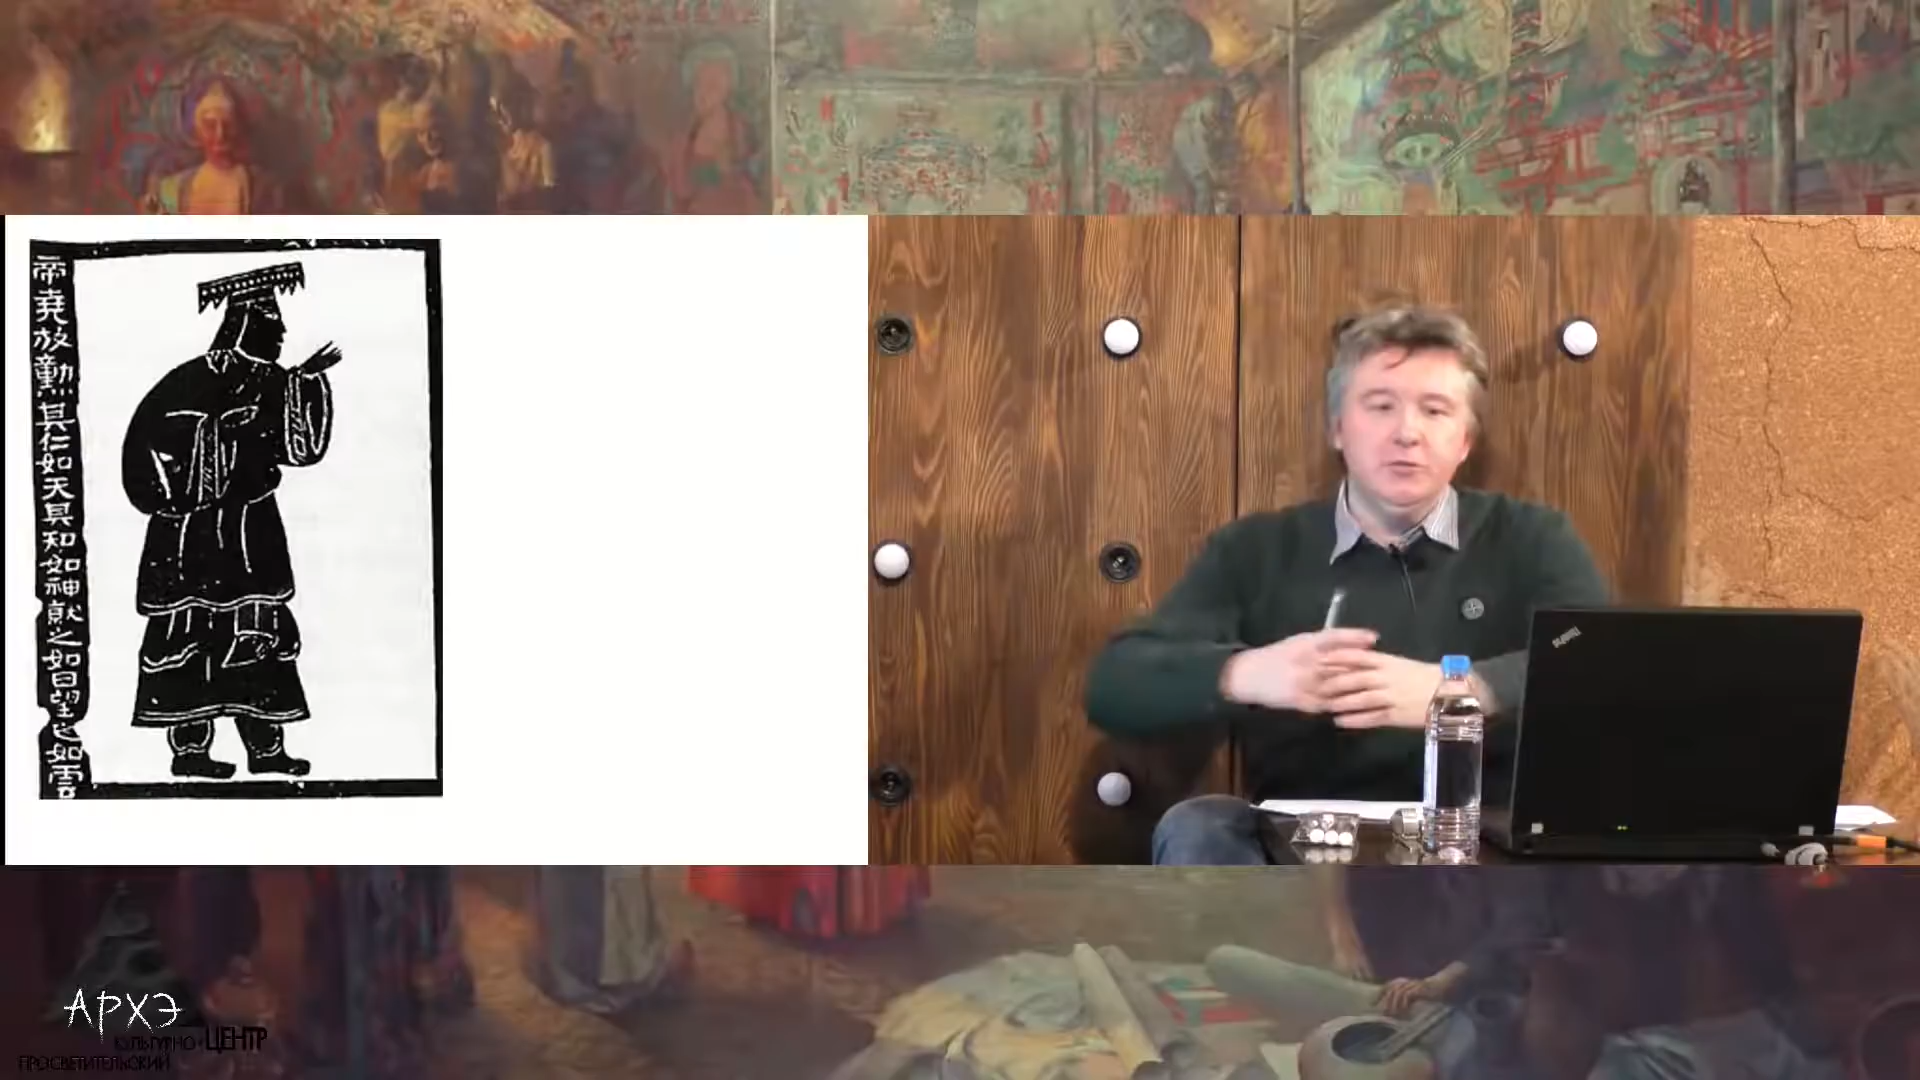 帝堯放勳其仁如天其知如神就之如日望之如雲
ThinkPad
АРХЭ
КУЛЬТУРНО-ЦЕНТР
ПРОСВЕТИТЕЛЬСКИЙ